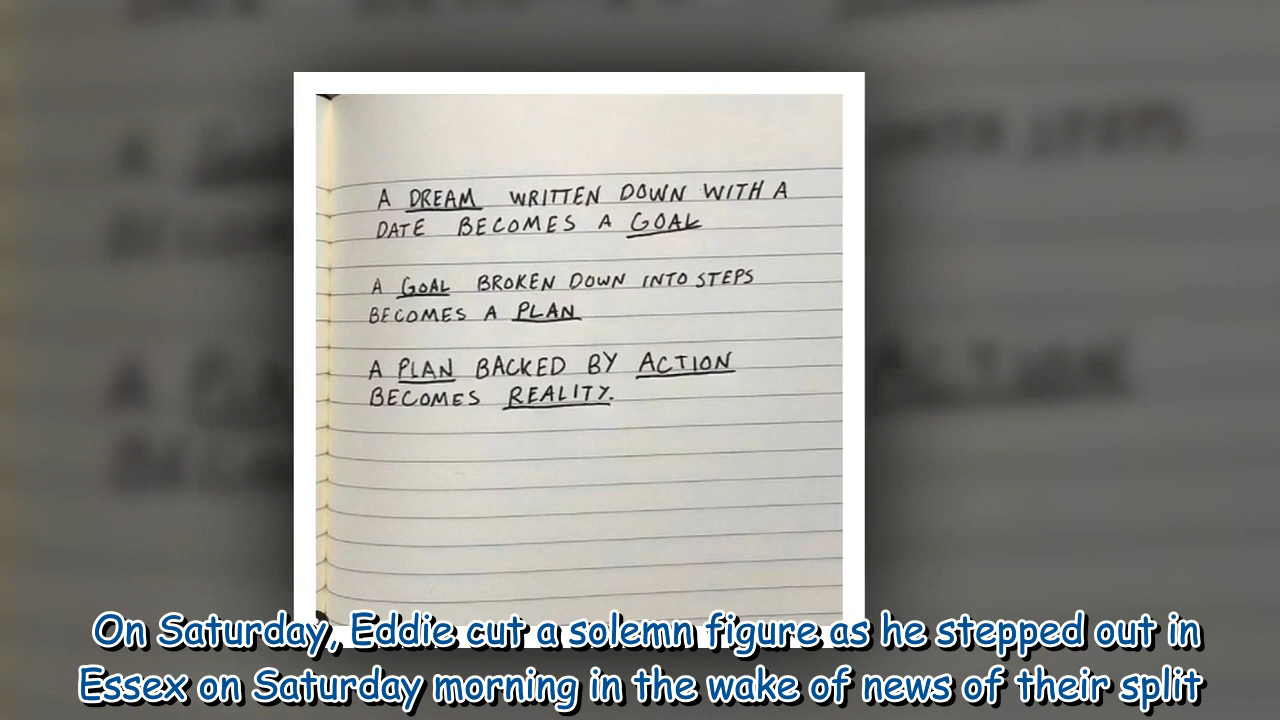 A DREAM WRITTEN DOWN WITH A
DATE BECOMES A GOAL
A GOAL BROKEN DOWN INTO STEPS
BECOMES A PLAN
A PLAN BACKED BY ACTION
BECOMES REALITY.
On Saturday, Eddie cut a solemn figure as he stepped out in
Essex on Saturday morning in the wake of news of their split